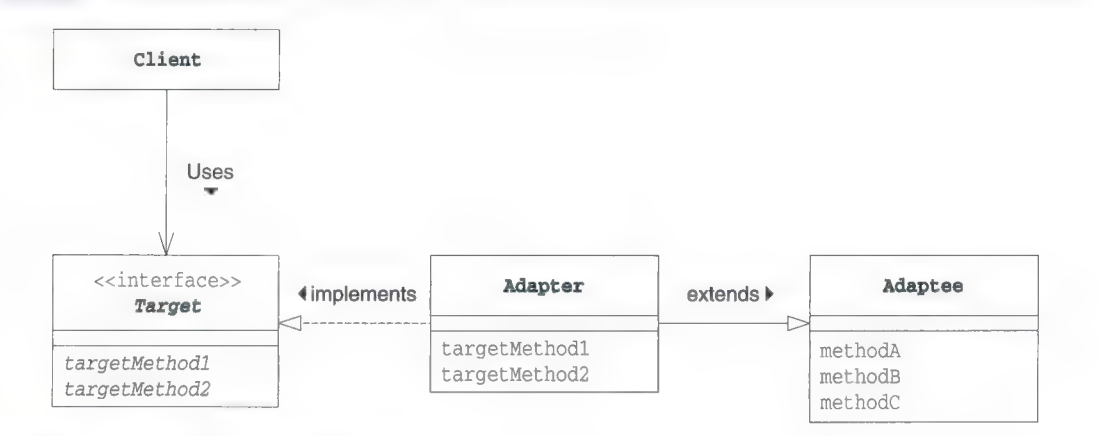 Client
Uses
<<interface>>
Target
targetMethod1
targetMethod2
implements
Adapter
targetMethod1
targetMethod2
extends
Adaptee
methodA
methodB
methodC